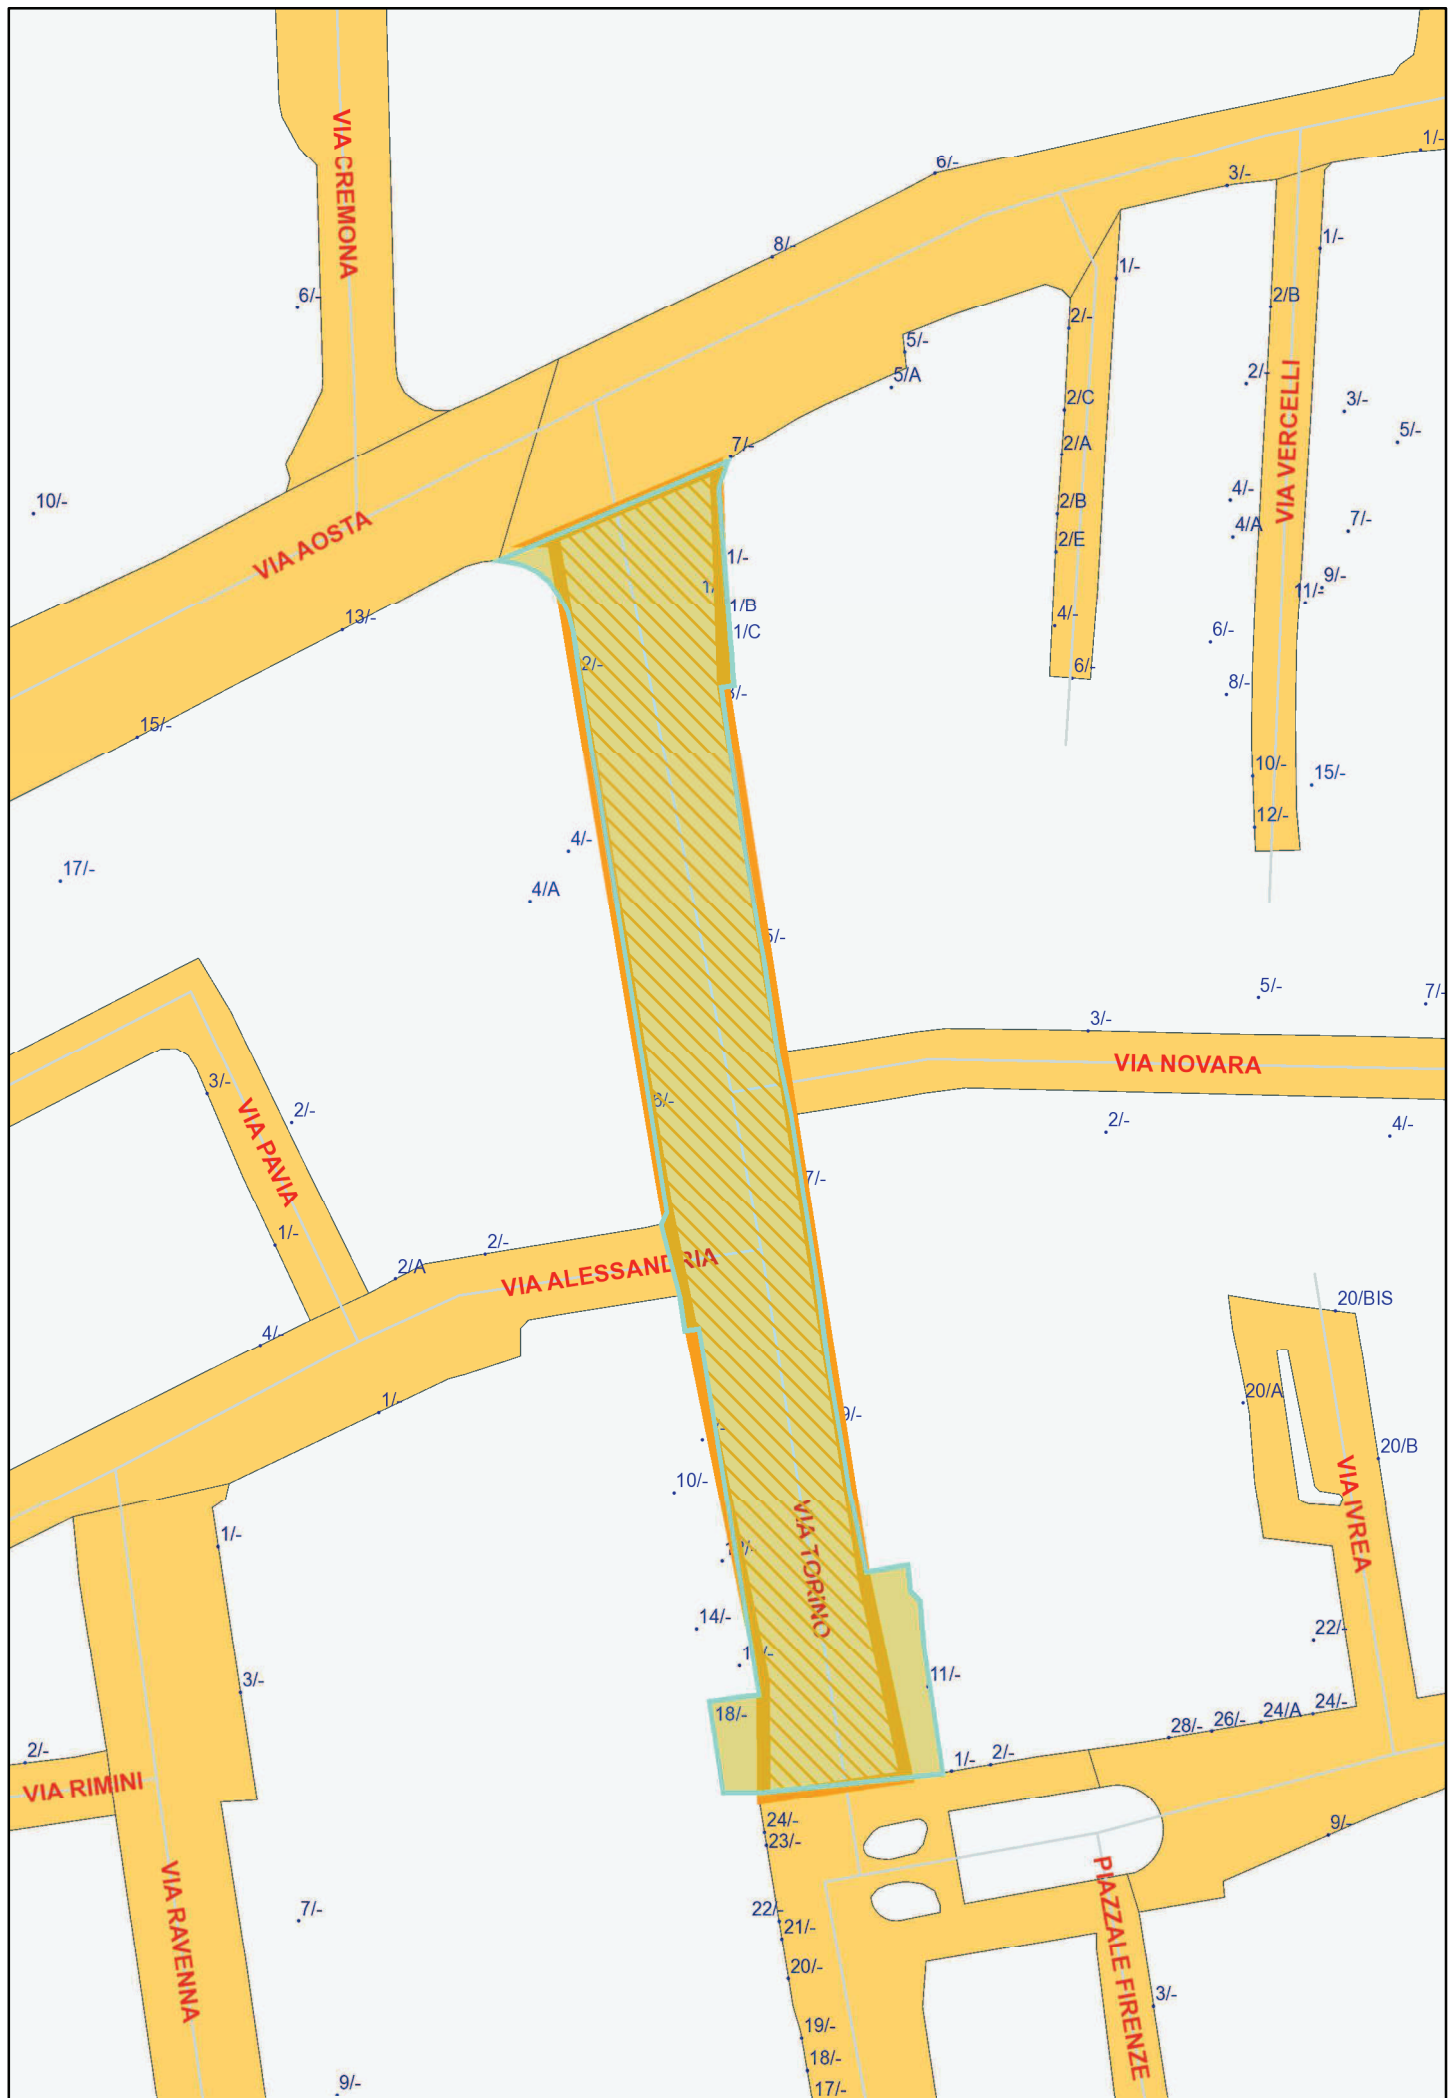 VIA CREMONA
1/-
6/-
3/-
8/-
1/-
1/-
6/-
2/B
2/-
5/-
2/-
5/A
VIA VERCELLI
2/C
3/-
5/-
2/A
7/-
4/-
10/-
2/B
7/-
4/A
VIA AOSTA
2/E
1/-
9/-
11/-
1/B
13/-
4/-
1/C
6/-
2/-
6/-
8/-
15/-
10/-
15/-
12/-
4/-
17/-
4/A
5/-
5/-
7/-
3/-
VIA NOVARA
3/-
6/-
2/-
VIA PAVIA
2/-
4/-
7/-
1/-
2/-
2/A
VIA ALESSANDRIA
20/BIS
4/-
20/A
1/-
9/-
20/B
10/-
VIA IVREA
VIA TORINO
1/-
14/-
22/-
3/-
11/-
18/-
24/-
24/A
26/-
28/-
2/-
1/-
2/-
VIA RIMINI
24/-
9/-
23/-
PIAZZALE FIRENZE
VIA RAVENNA
7/-
22/-
21/-
20/-
3/-
19/-
18/-
9/-
17/-